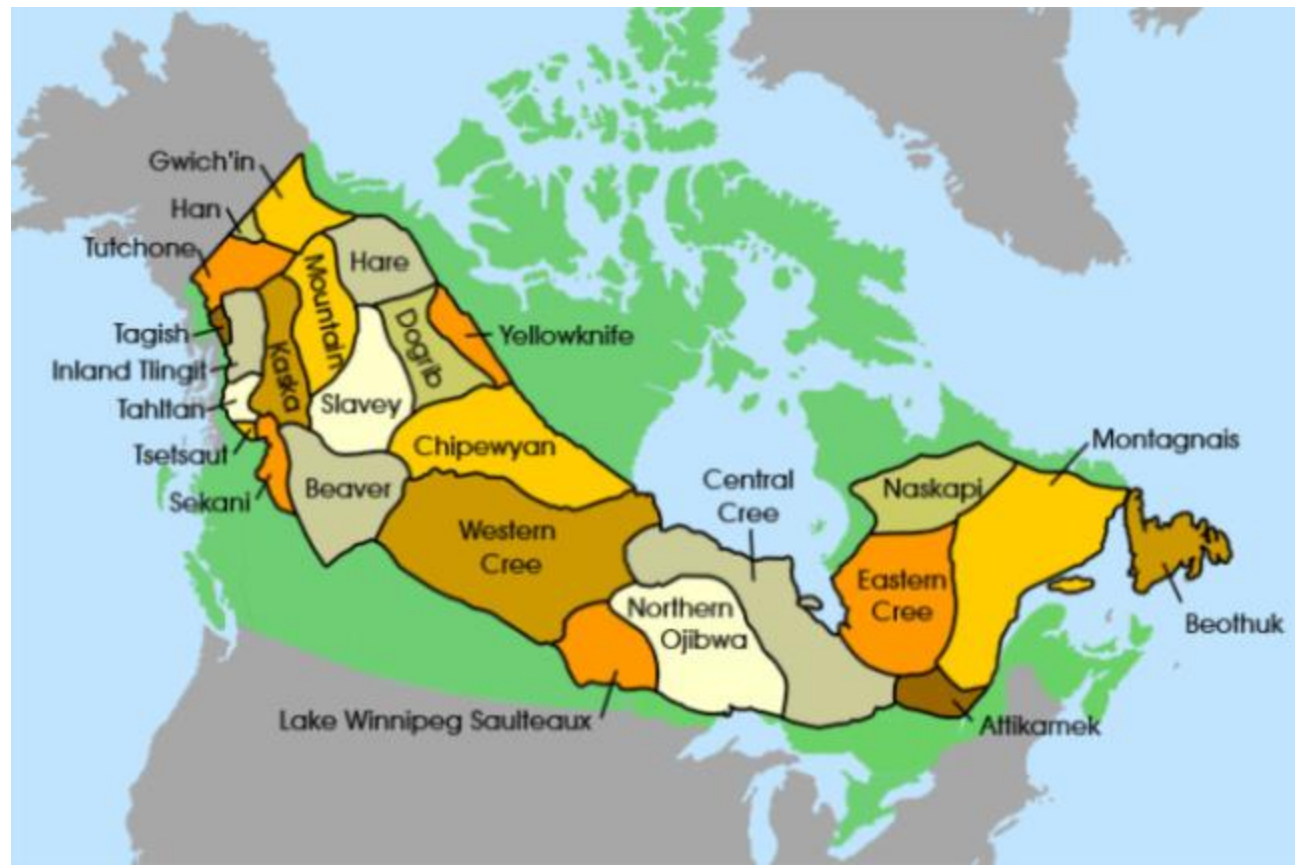 Gwich'in
Han
Tutchone
Hare
Mountain
Tagish
Kaska
Dogrib
Yellowknife
Inland Tlingit
Tahltan
Slavey
Tsetsaut
Chipewyan
Sekani
Beaver
Western
Cree
Central
Cree
Montagnais
Naskapi
Eastern
Cree
Northern
Ojibwa
Beothuk
Lake Winnipeg Saulteaux
Attikamek